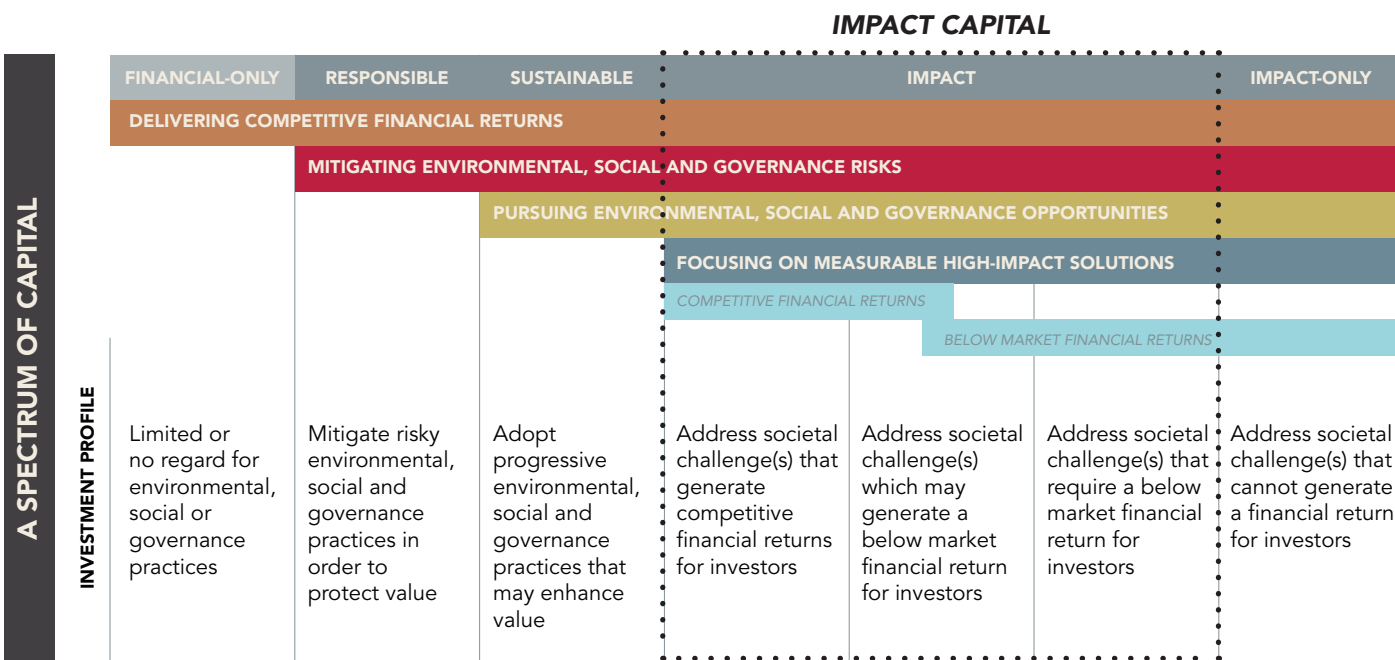 IMPACT CAPITAL
A SPECTRUM OF CAPITAL
FINANCIAL-ONLY
RESPONSIBLE
SUSTAINABLE
IMPACT
IMPACT-ONLY
DELIVERING COMPETITIVE FINANCIAL RETURNS
MITIGATING ENVIRONMENTAL, SOCIAL AND GOVERNANCE RISKS
PURSUING ENVIRONMENTAL, SOCIAL AND GOVERNANCE OPPORTUNITIES
FOCUSING ON MEASURABLE HIGH-IMPACT SOLUTIONS
COMPETITIVE FINANCIAL RETURNS
BELOW MARKET FINANCIAL RETURNS
INVESTMENT PROFILE
Limited or
no regard for
environmental,
social or
governance
practices
Mitigate risky
environmental,
social and
governance
practices in
order to
protect value
Adopt
progressive
environmental,
social and
governance
practices that
may enhance
value
Address societal
challenge(s) that
generate
competitive
financial returns
for investors
Address societal
challenge(s)
which may
generate a
below market
financial return
for investors
Address societal
challenge(s) that
require a below
market financial
return for
investors
Address societal
challenge(s) that
cannot generate
a financial return
for investors